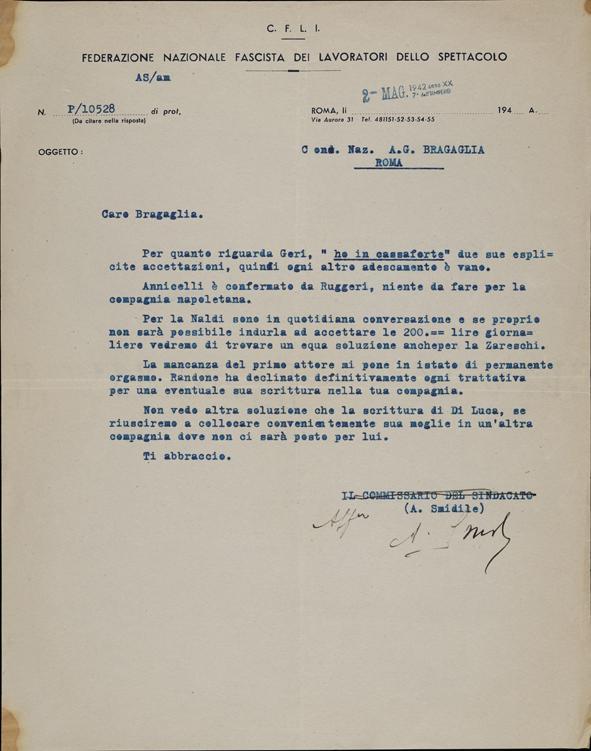 C. F. L. I.
FEDERAZIONE NAZIONALE FASCISTA DEI LAVORATORI DELLO SPETTACOLO
AS/am
2- MAG. 1942 ANNO XX
N. P/10528 di prot, ROMA, li 194 A.
(Da citare nella risposta) Via Aurora 31 Tel. 481151-52-53-54-55
OGGETTO : C ond. Naz. A.G. BRAGAGLIA
ROMA
Caro Bragaglia.
Per quanto riguarda Geri, " ho in cassaforte" due sue espli=
cite accettazioni, quindi ogni altro adescamento è vano.
Annicelli è confermato da Ruggeri, niente da fare per la
compagnia napoletana.
Per la Naldi sono in quotidiana conversazione e se proprio
non sarà possibile indurla ad accettare le 200.== lire giorna=
liere vedremo di trovare un equa soluzione ancheper la Zareschi.
La mancanza del primo attore mi pone in istato di permanente
orgasmo. Randone ha declinato definitivamente ogni trattativa
per una eventuale sua scrittura nella tua compagnia.
Non vedo altra soluzione che la scrittura di Di Luca, se
riusciremo a collocare convenientemente sua moglie in un'altra
compagnia dove non ci sarà posto per lui.
Ti abbraccio.
IL COMMISSARIO DEL SINDACATO
(A. Smidile)